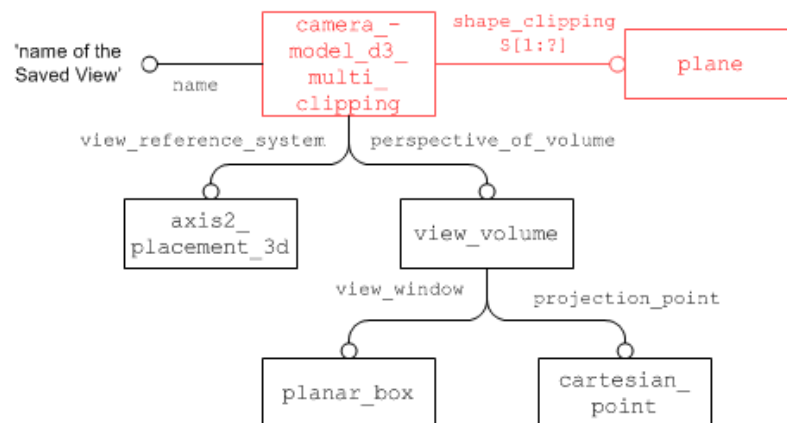 camera_-
model_d3_
multi_
clipping
shape_clipping
S[1:?]
plane
'name of the
Saved View'
name
view_reference_system
perspective_of_volume
axis2_
placement_3d
view_volume
view_window
projection_point
planar_box
cartesian_
point